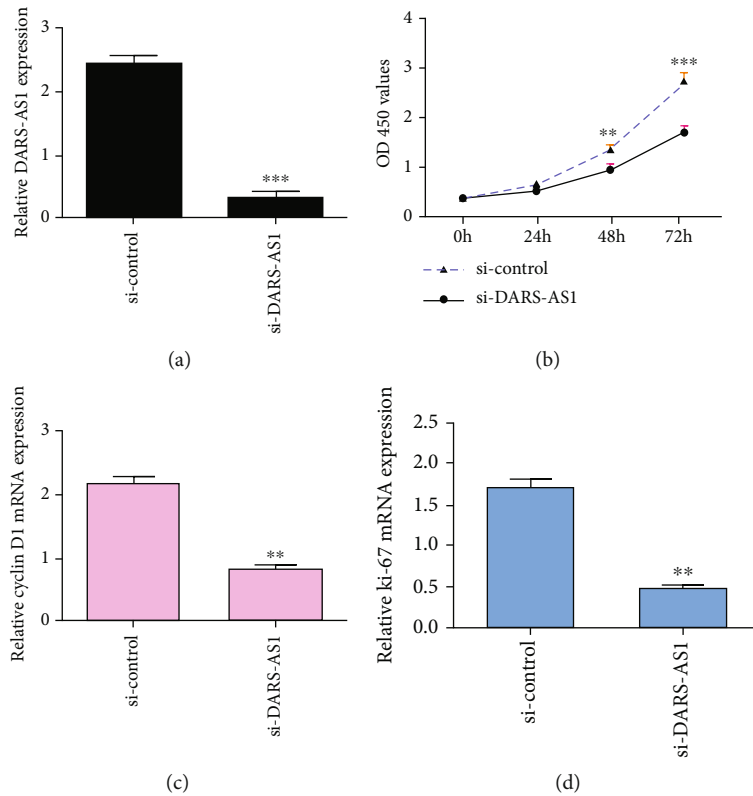 Relative DARS-AS1 expression
3
2
1
0
***
si-control
si-DARS-AS1
(a)
OD 450 values
4
3
2
1
0
**
***
0h 24h 48h 72h
si-control
si-DARS-AS1
(b)
Relative cyclin D1 mRNA expression
3
2
1
0
**
si-control
si-DARS-AS1
(c)
Relative ki-67 mRNA expression
2.5
2.0
1.5
1.0
0.5
0.0
**
si-control
si-DARS-AS1
(d)